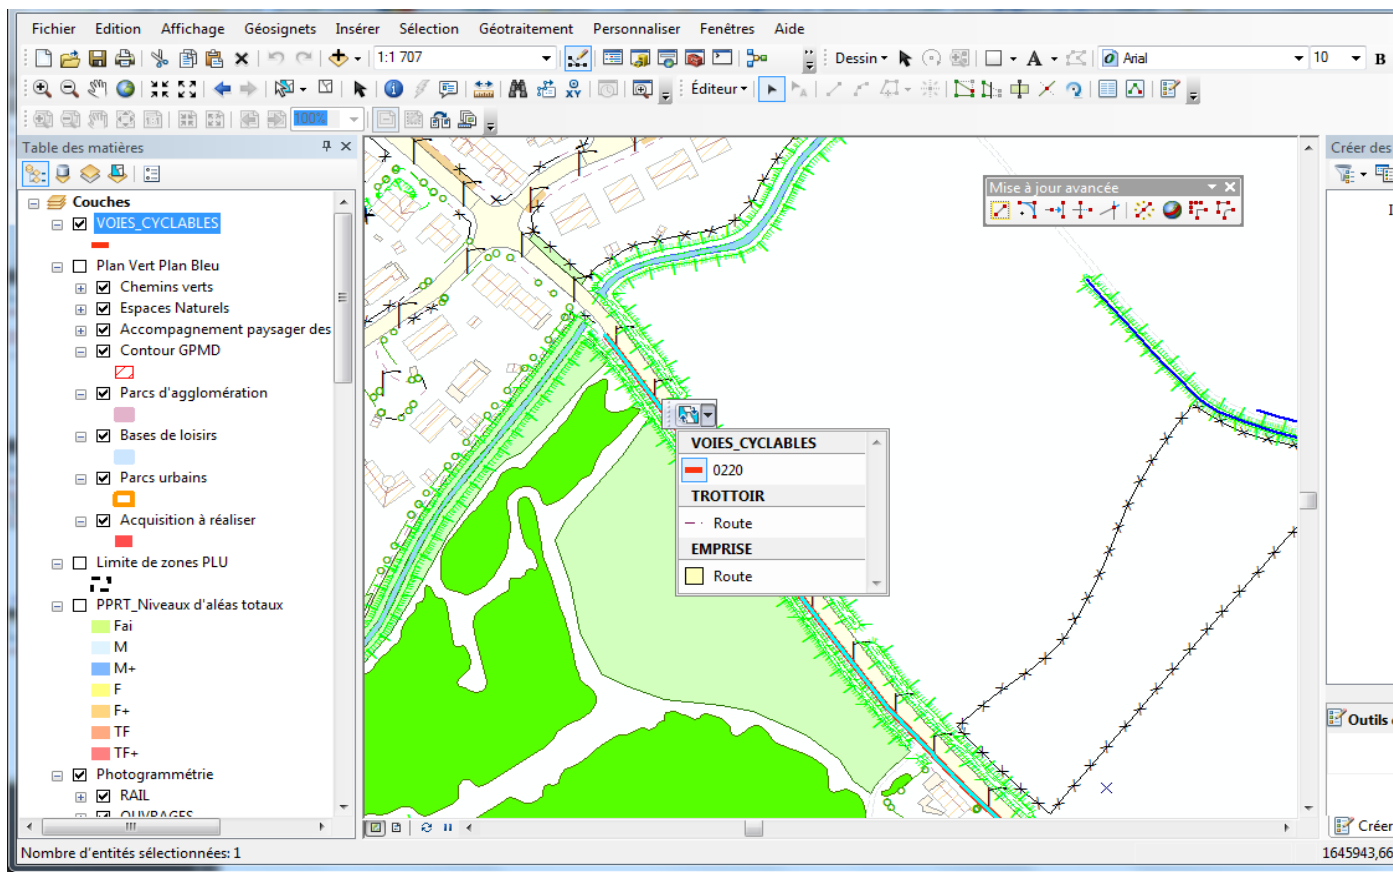 Fichier Edition Affichage Géosignets Insérer Sélection Géotraitement Personnaliser Fenêtres Aide
1:1 707 Dessin A Arial 10 B
Éditeur
100%
Table des matières
Créer des
Mise à jour avancée
Couches
VOIES_CYCLABLES
Plan Vert Plan Bleu
Chemins verts
Espaces Naturels
Accompagnement paysager des
Contour GPMD
Parcs d'agglomération
Bases de loisirs
Parcs urbains
Acquisition à réaliser
Limite de zones PLU
PPRT_Niveaux d'aléas totaux
Fai
M
M+
F
F+
TF
TF+
Photogrammétrie
RAIL
OUVRAGES
VOIES_CYCLABLES
0220
TROTTOIR
Route
EMPRISE
Route
Outils
Créer
Nombre d'entités sélectionnées: 1
1645943,66